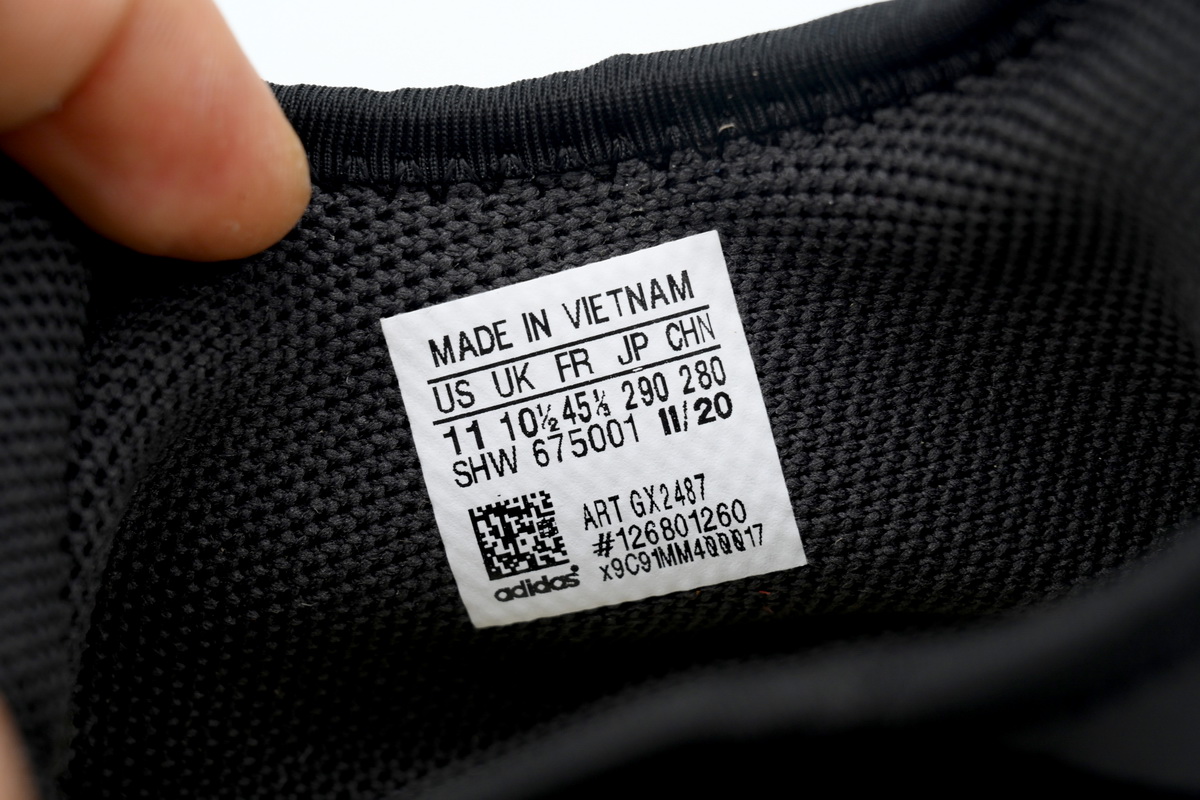 MADE IN VIETNAM
US UK FR JP CHN
11 10½ 45⅓ 290 280
SHW 675001 11/20
ART GX2487
#126801260
x9C91MM400017
adidas